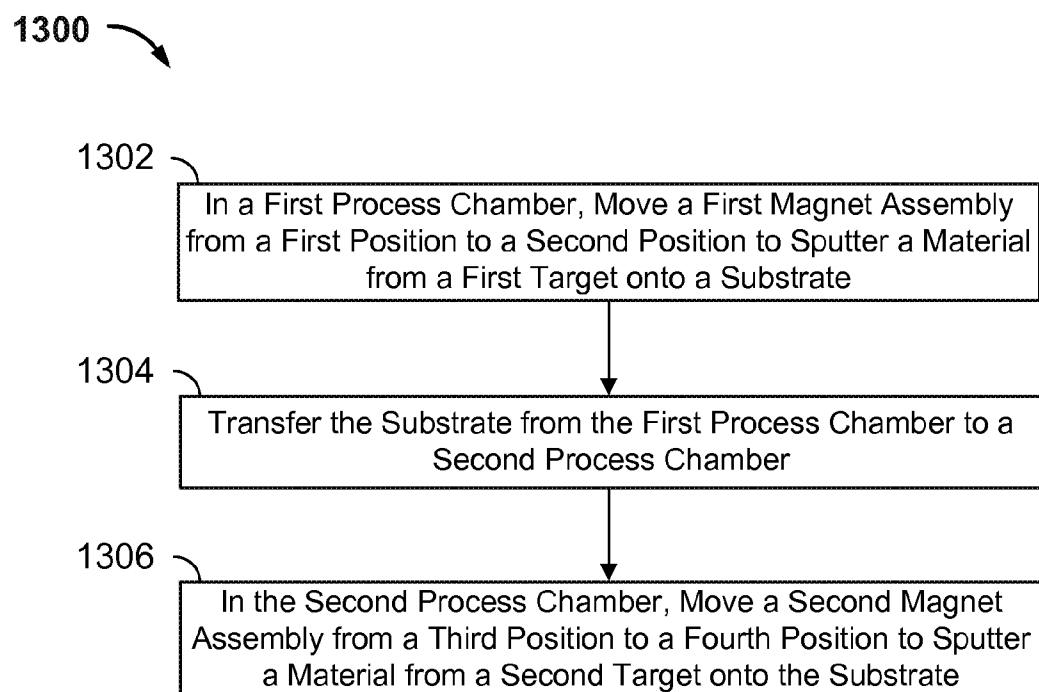 1300
1302
In a First Process Chamber, Move a First Magnet Assembly
from a First Position to a Second Position to Sputter a Material
from a First Target onto a Substrate
1304
Transfer the Substrate from the First Process Chamber to a
Second Process Chamber
1306
In the Second Process Chamber, Move a Second Magnet
Assembly from a Third Position to a Fourth Position to Sputter
a Material from a Second Target onto the Substrate